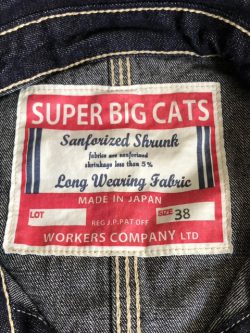 SUPER BIG CATS
Sanforized Shrunk
fabrics are sanforized
shrinkage less than 5%
Long Wearing Fabric
MADE IN JAPAN
LOT SIZE 38
REG J.P. PAT OFF
WORKERS COMPANY LTD